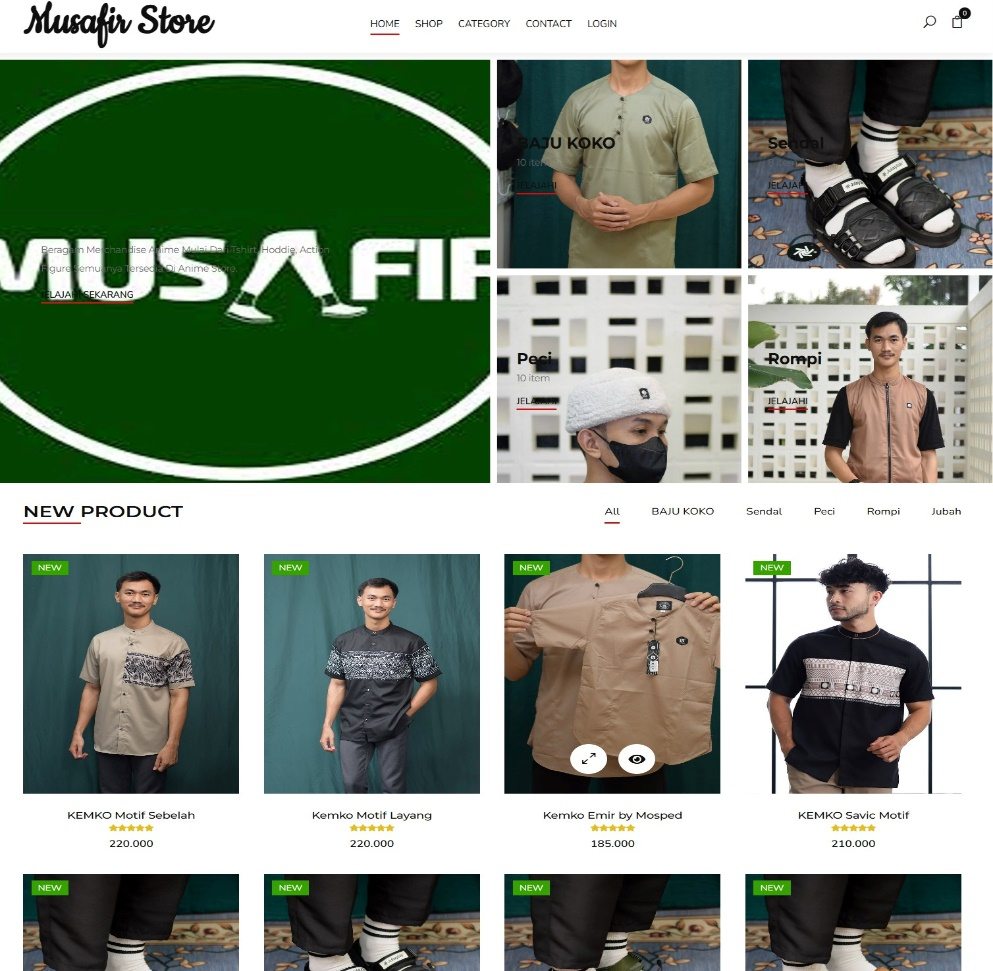 Musafir Store
HOME SHOP CATEGORY CONTACT LOGIN
0
MUSAFIR
Beragam Merchandise Anime Mulai Dari Tshirt, Hoddie, Action
Figure Semuanya Tersedia Di Anime Store.
JELAJAHI SEKARANG
BAJU KOKO
10 item
JELAJAHI
Sendal
JELAJAHI
Peci
10 item
JELAJAHI
Rompi
JELAJAHI
NEW PRODUCT
All BAJU KOKO Sendal Peci Rompi Jubah
NEW NEW NEW NEW
KEMKO Motif Sebelah
220.000
Kemko Motif Layang
220.000
Kemko Emir by Mosped
185.000
KEMKO Savic Motif
210.000
NEW NEW NEW NEW